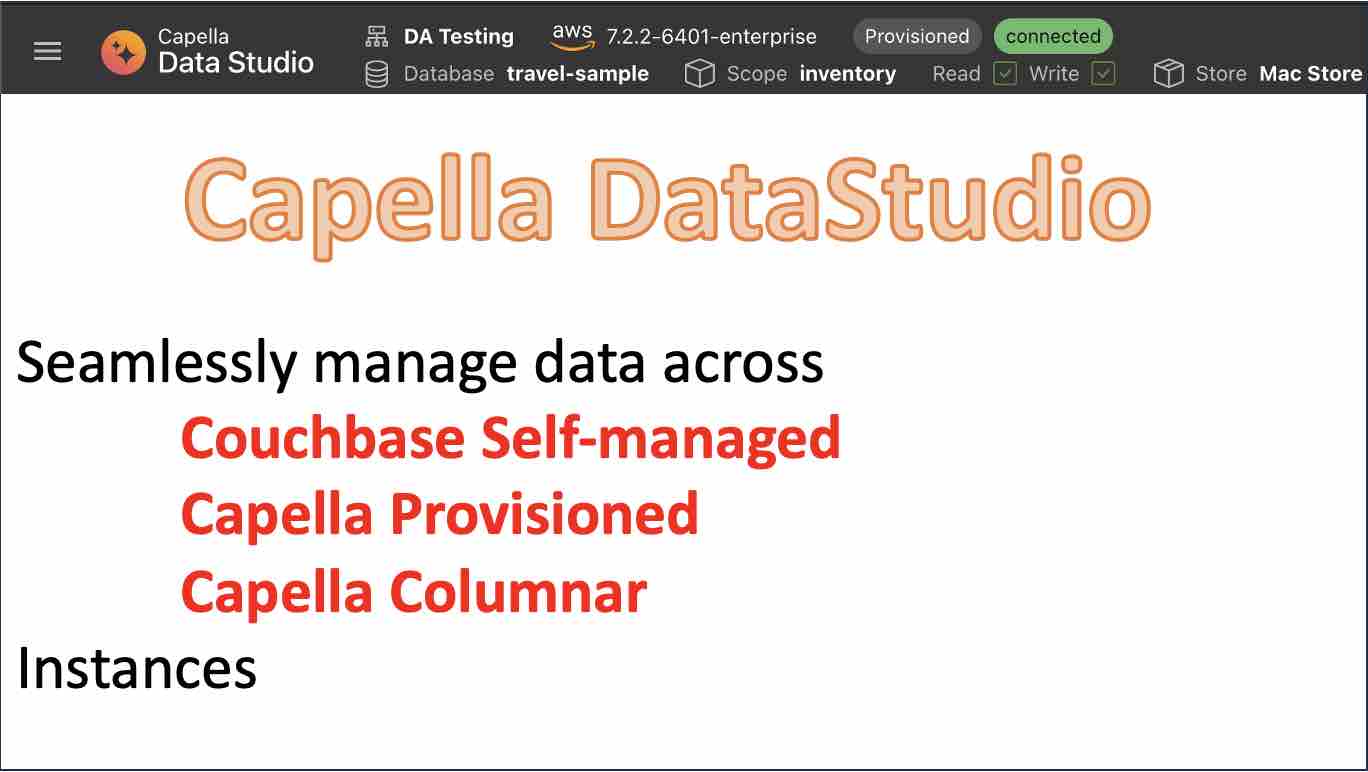 Capella
Data Studio
DA Testing aws 7.2.2-6401-enterprise Provisioned connected
Database travel-sample Scope inventory Read Write Store Mac Store
Capella DataStudio
Seamlessly manage data across
Couchbase Self-managed
Capella Provisioned
Capella Columnar
Instances